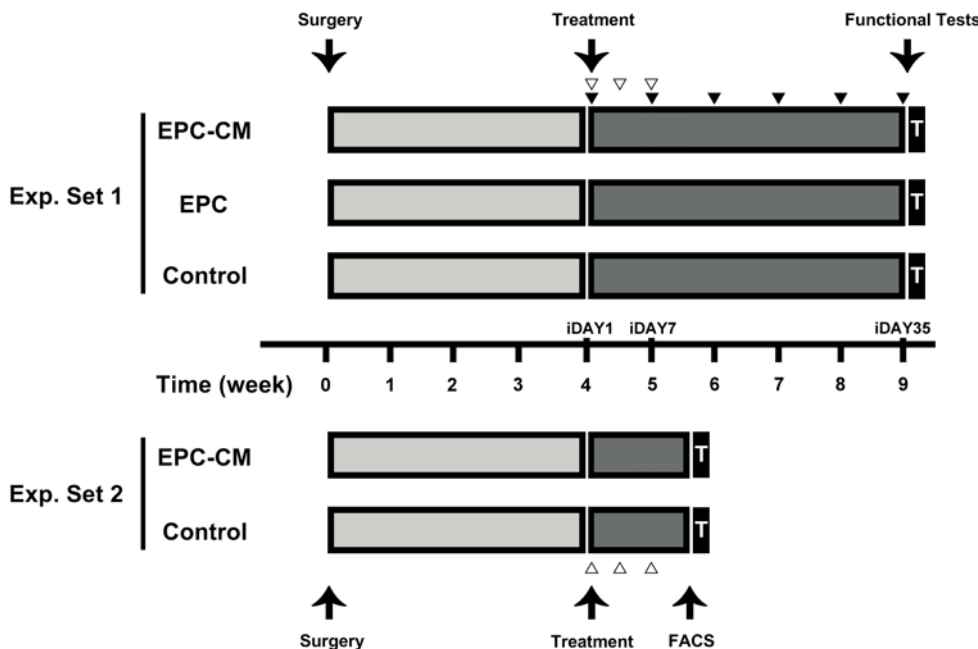 Surgery Treatment Functional Tests
EPC-CM T
Exp. Set 1
EPC T
Control T
iDAY1 iDAY7 iDAY35
Time (week) 0 1 2 3 4 5 6 7 8 9
EPC-CM T
Exp. Set 2
Control T
Surgery Treatment FACS